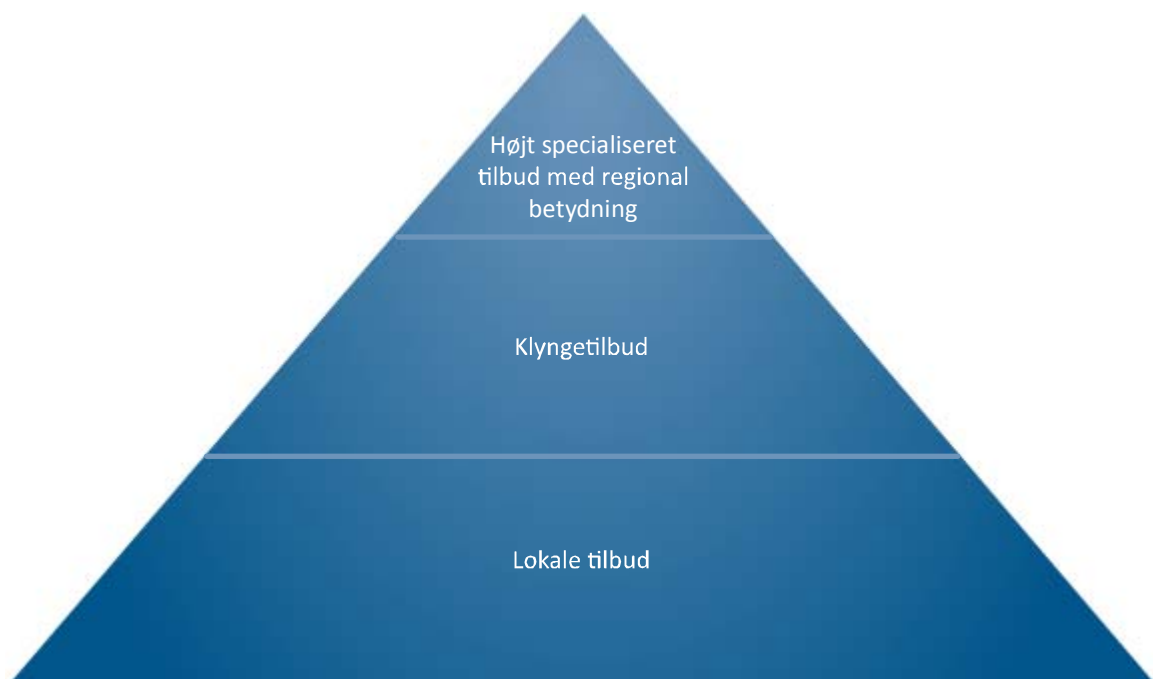 Højt specialiseret
tilbud med regional
betydning
Klyngetilbud
Lokale tilbud